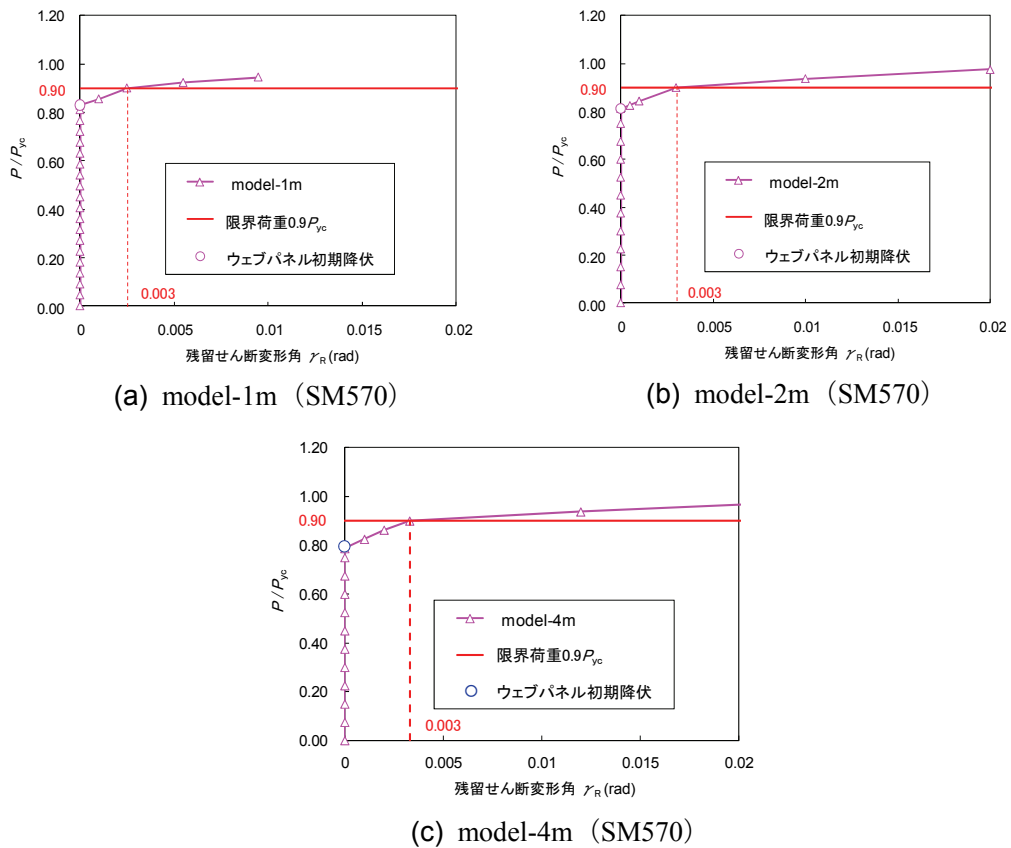 1.20
1.00
0.90
0.80
0.60
0.40
0.20
0.00
P / Pyc
model-1m
限界荷重0.9Pyc
ウェブパネル初期降伏
0.003
0 0.005 0.01 0.015 0.02
残留せん断変形角 γR (rad)
(a) model-1m（SM570）
1.20
1.00
0.90
0.80
0.60
0.40
0.20
0.00
P / Pyc
model-2m
限界荷重0.9Pyc
ウェブパネル初期降伏
0.003
0 0.005 0.01 0.015 0.02
残留せん断変形角 γR (rad)
(b) model-2m（SM570）
1.20
1.00
0.90
0.80
0.60
0.40
0.20
0.00
P / Pyc
model-4m
限界荷重0.9Pyc
ウェブパネル初期降伏
0.003
0 0.005 0.01 0.015 0.02
残留せん断変形角 γR (rad)
(c) model-4m（SM570）